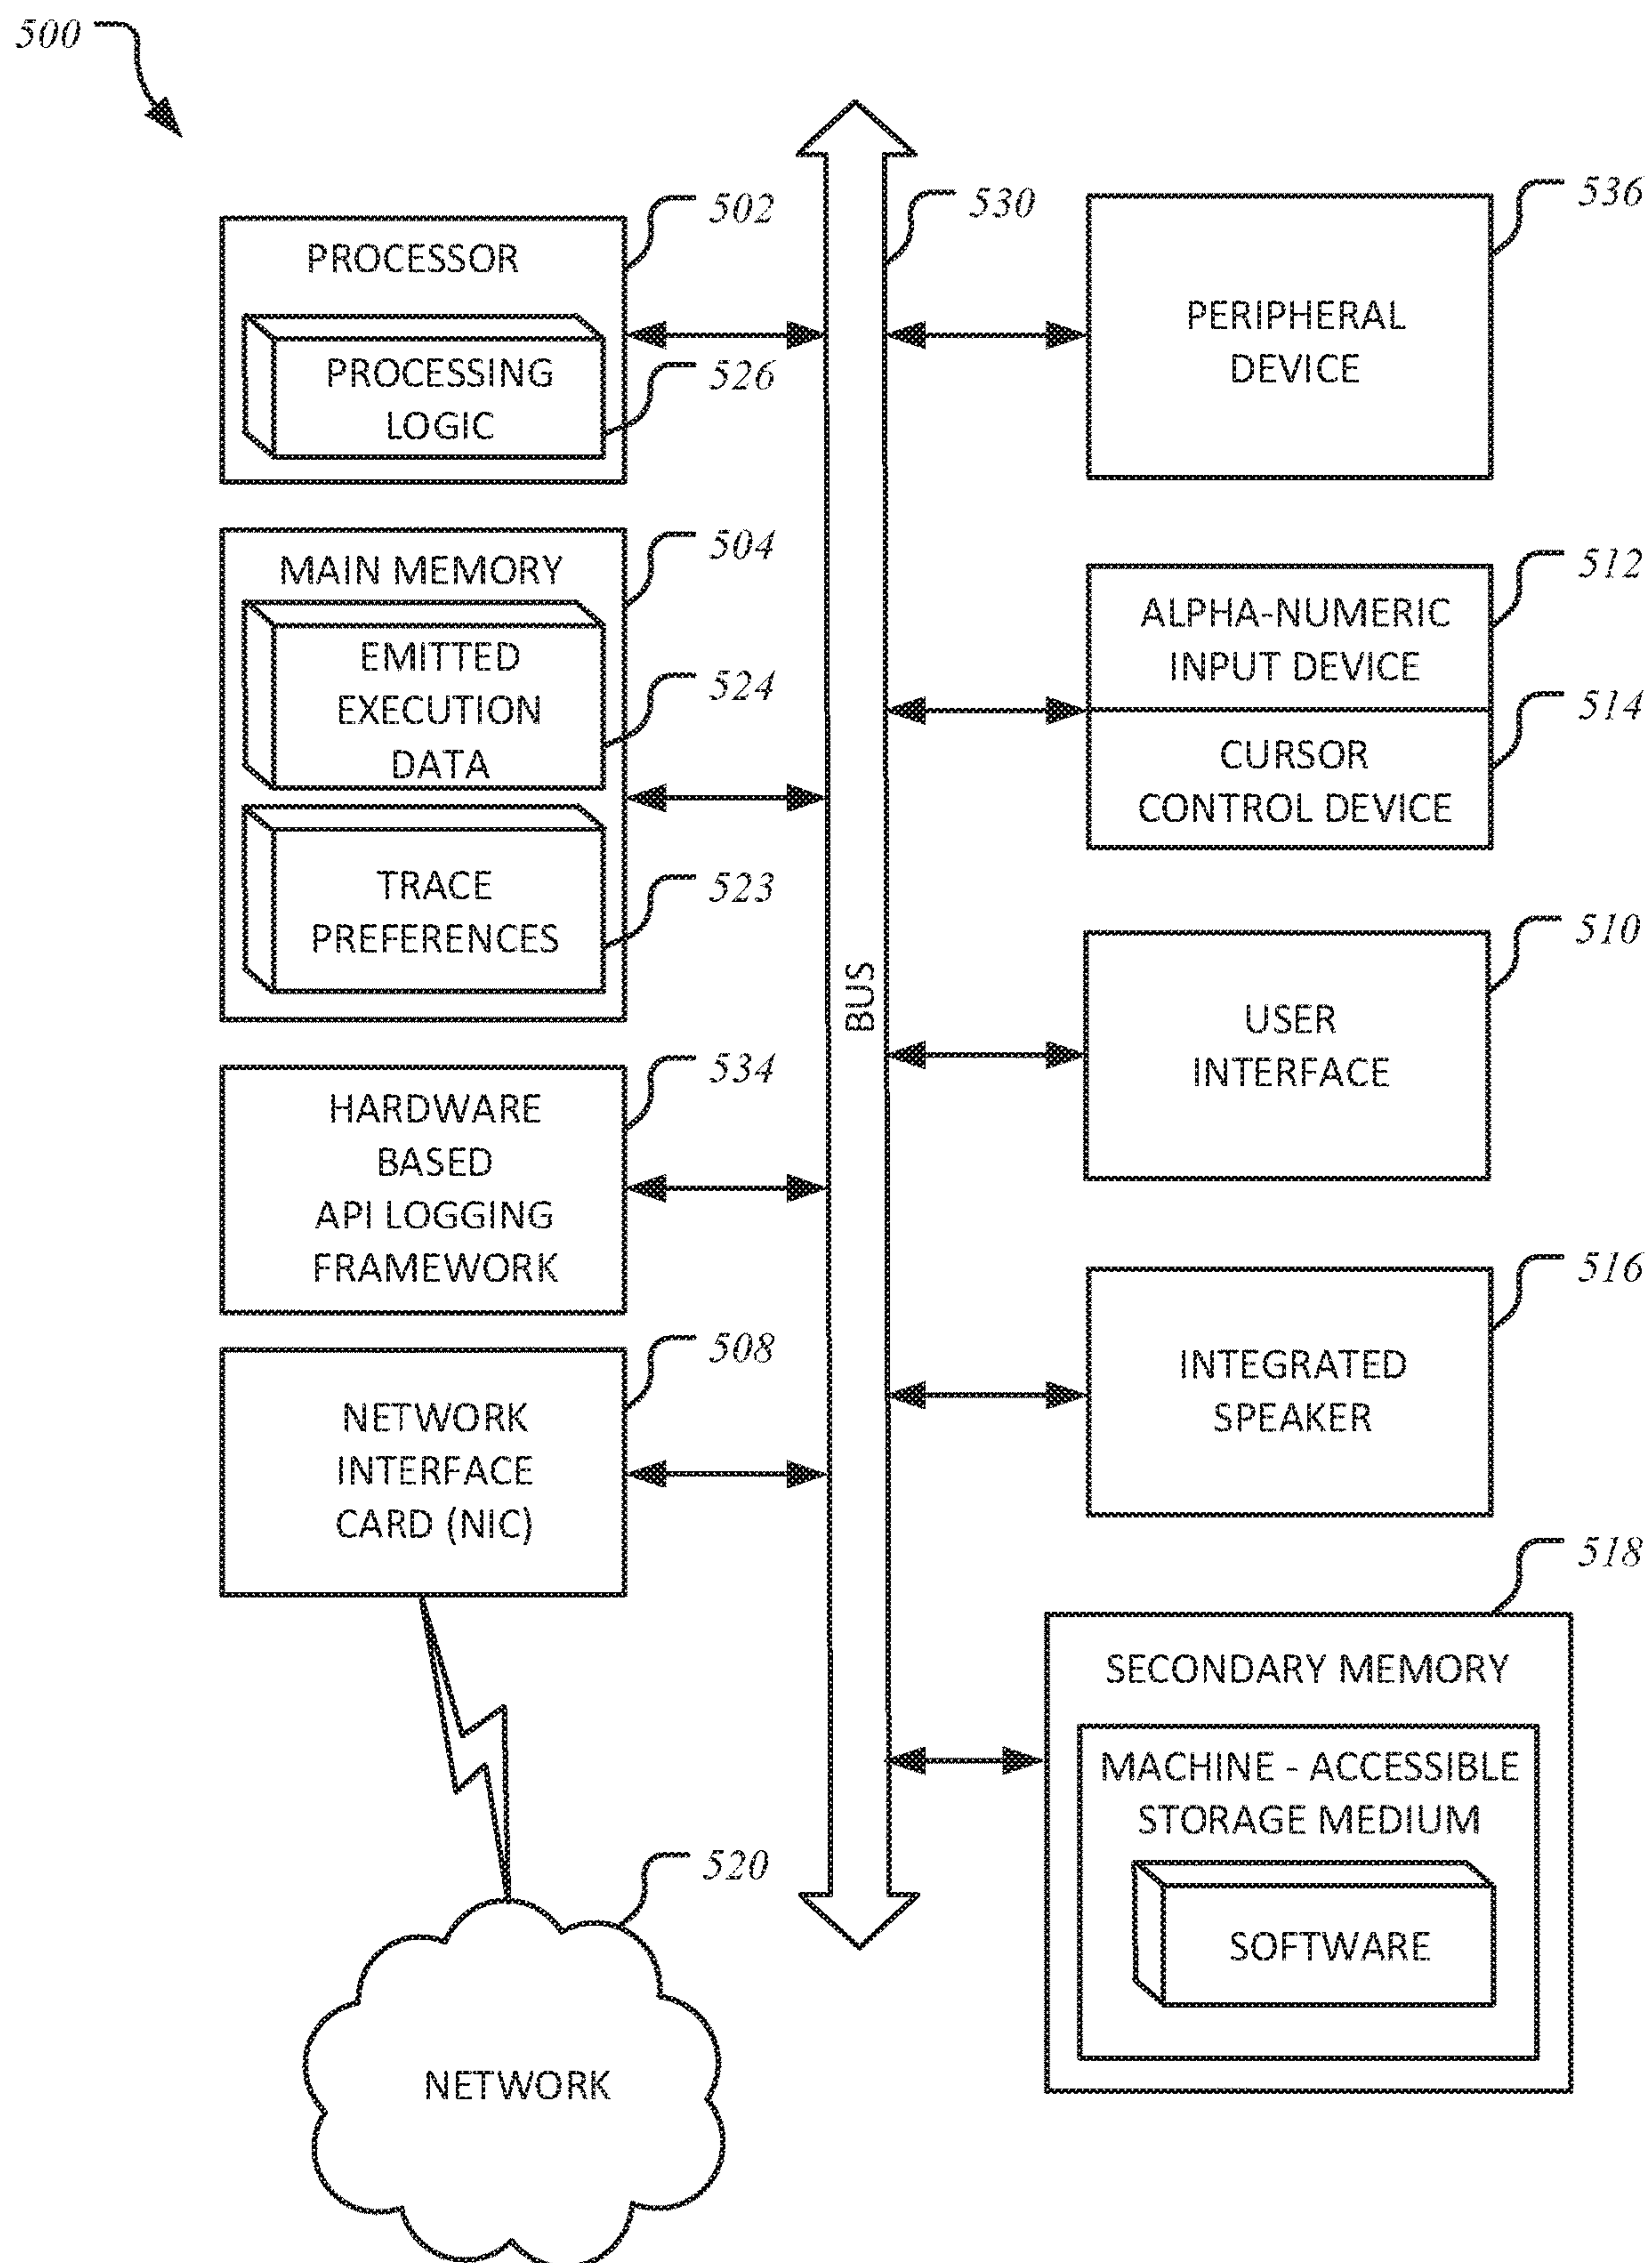 500
502
PROCESSOR
PROCESSING
LOGIC
526
504
MAIN MEMORY
EMITTED
EXECUTION
DATA
524
TRACE
PREFERENCES
523
534
HARDWARE
BASED
API LOGGING
FRAMEWORK
508
NETWORK
INTERFACE
CARD (NIC)
520
NETWORK
530
BUS
536
PERIPHERAL
DEVICE
512
ALPHA-NUMERIC
INPUT DEVICE
514
CURSOR
CONTROL DEVICE
510
USER
INTERFACE
516
INTEGRATED
SPEAKER
518
SECONDARY MEMORY
MACHINE - ACCESSIBLE
STORAGE MEDIUM
SOFTWARE